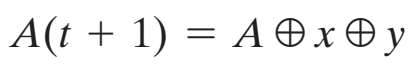 A(t + 1) = A ⊕ x ⊕ y